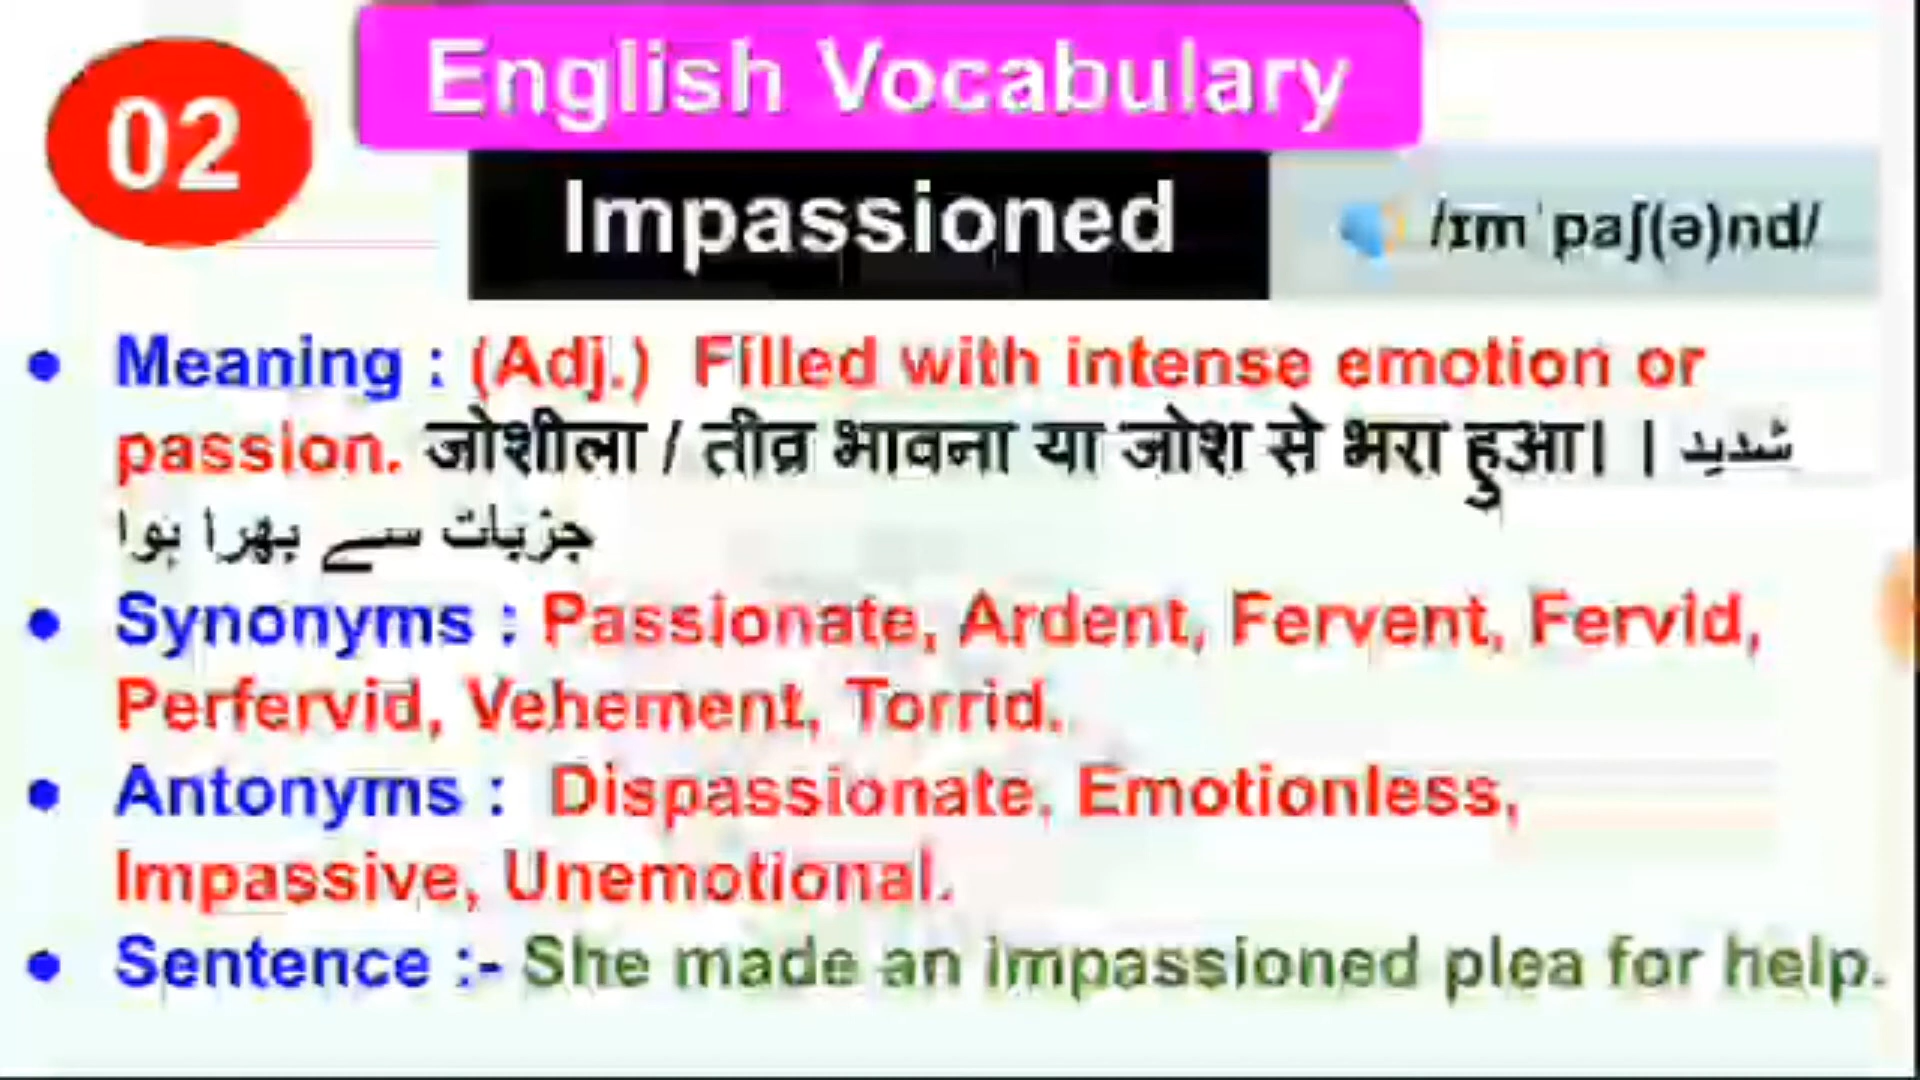 02
English Vocabulary
Impassioned
/ɪmˈpaʃ(ə)nd/
• Meaning : (Adj.) Filled with intense emotion or
passion. जोशीला / तीव्र भावना या जोश से भरा हुआ। | شدید
جزبات سے بھرا ہوا
• Synonyms : Passionate, Ardent, Fervent, Fervid,
Perfervid, Vehement, Torrid.
• Antonyms : Dispassionate, Emotionless,
Impassive, Unemotional.
• Sentence :- She made an impassioned plea for help.